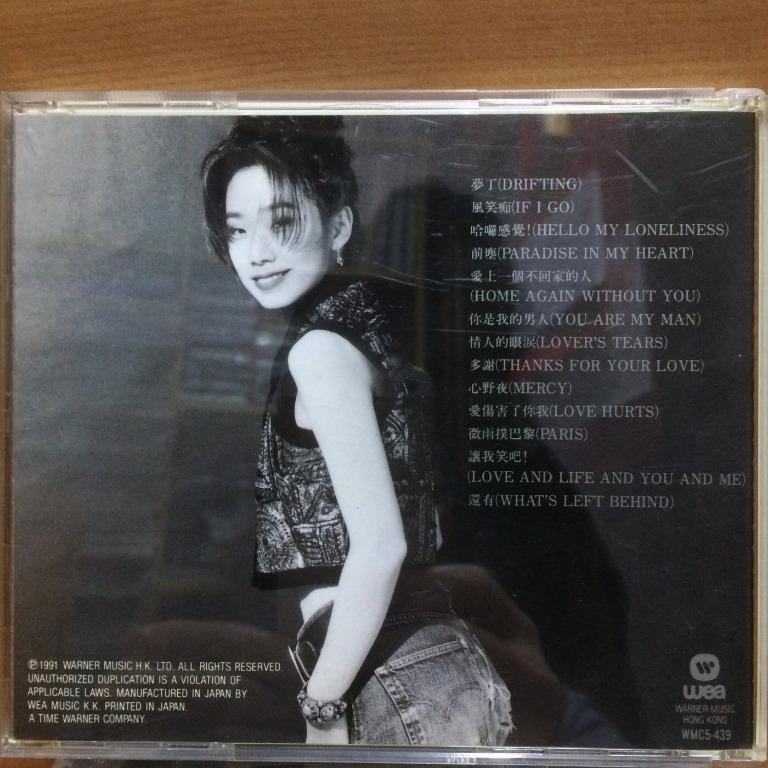 夢了(DRIFTING)
風笑痴(IF I GO)
哈囉感覺!(HELLO MY LONELINESS)
前塵(PARADISE IN MY HEART)
愛上一個不回家的人
(HOME AGAIN WITHOUT YOU)
你是我的男人(YOU ARE MY MAN)
情人的眼淚(LOVER'S TEARS)
多謝(THANKS FOR YOUR LOVE)
心野夜(MERCY)
愛傷害了你我(LOVE HURTS)
微雨撲巴黎(PARIS)
讓我笑吧!
(LOVE AND LIFE AND YOU AND ME)
還有(WHAT'S LEFT BEHIND)
℗1991 WARNER MUSIC H.K. LTD. ALL RIGHTS RESERVED.
UNAUTHORIZED DUPLICATION IS A VIOLATION OF
APPLICABLE LAWS. MANUFACTURED IN JAPAN BY
WEA MUSIC K.K. PRINTED IN JAPAN.
A TIME WARNER COMPANY.
wea
WARNER MUSIC
HONG KONG
WMC5-439